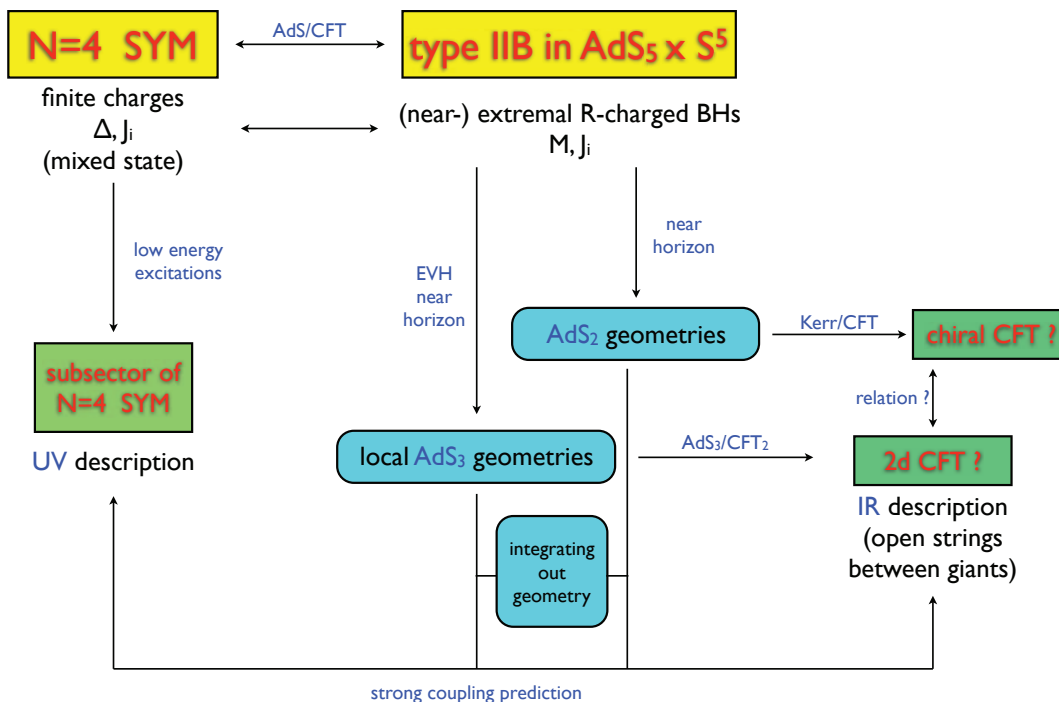 N=4 SYM
AdS/CFT
type IIB in AdS₅ x S⁵
finite charges
Δ, Jᵢ
(mixed state)
(near-) extremal R-charged BHs
M, Jᵢ
low energy
excitations
EVH
near
horizon
near
horizon
AdS₂ geometries
Kerr/CFT
chiral CFT ?
subsector of
N=4 SYM
relation ?
UV description
local AdS₃ geometries
AdS₃/CFT₂
2d CFT ?
IR description
(open strings
between giants)
integrating
out
geometry
strong coupling prediction